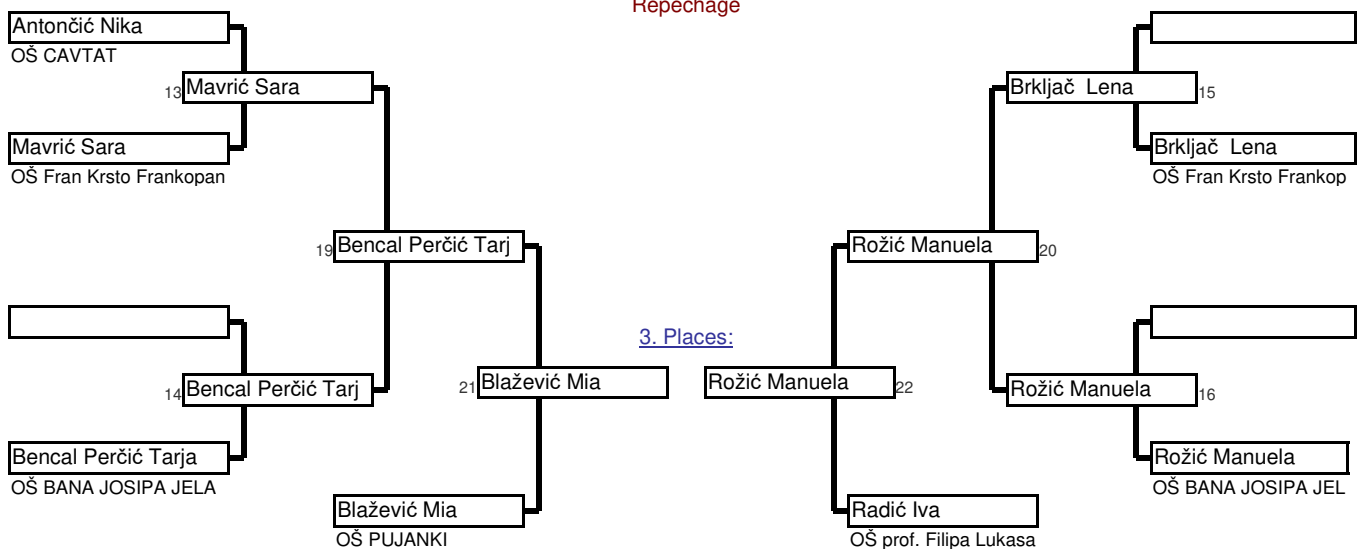 Repechage
Antončić Nika
OŠ CAVTAT
13 Mavrić Sara
Brkljač Lena 15
Mavrić Sara
OŠ Fran Krsto Frankopan
Brkljač Lena
OŠ Fran Krsto Frankop
19 Bencal Perčić Tarj
Rožić Manuela 20
3. Places:
14 Bencal Perčić Tarj
21 Blažević Mia
Rožić Manuela 22
Rožić Manuela 16
Bencal Perčić Tarja
OŠ BANA JOSIPA JELA
Rožić Manuela
OŠ BANA JOSIPA JEL
Blažević Mia
OŠ PUJANKI
Radić Iva
OŠ prof. Filipa Lukasa